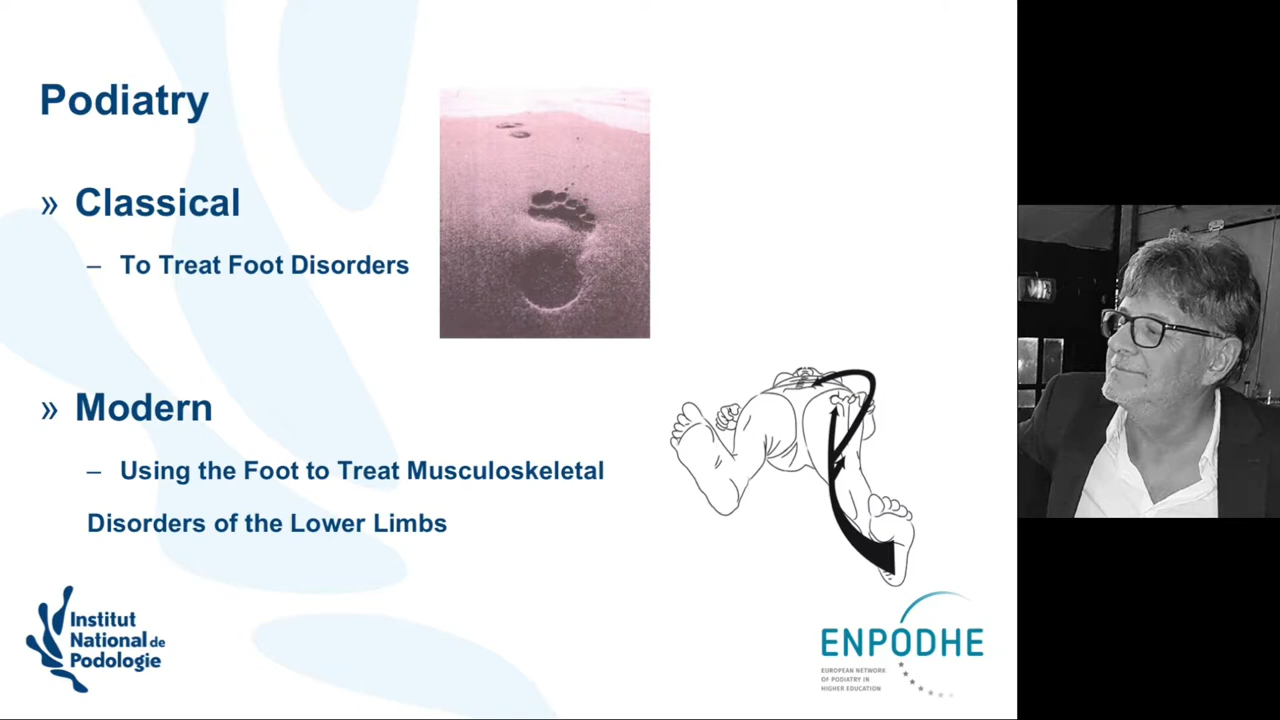 Podiatry
» Classical
– To Treat Foot Disorders
» Modern
– Using the Foot to Treat Musculoskeletal
Disorders of the Lower Limbs
Institut
National de
Podologie
ENPODHE
EUROPEAN NETWORK
OF PODIATRY IN
HIGHER EDUCATION